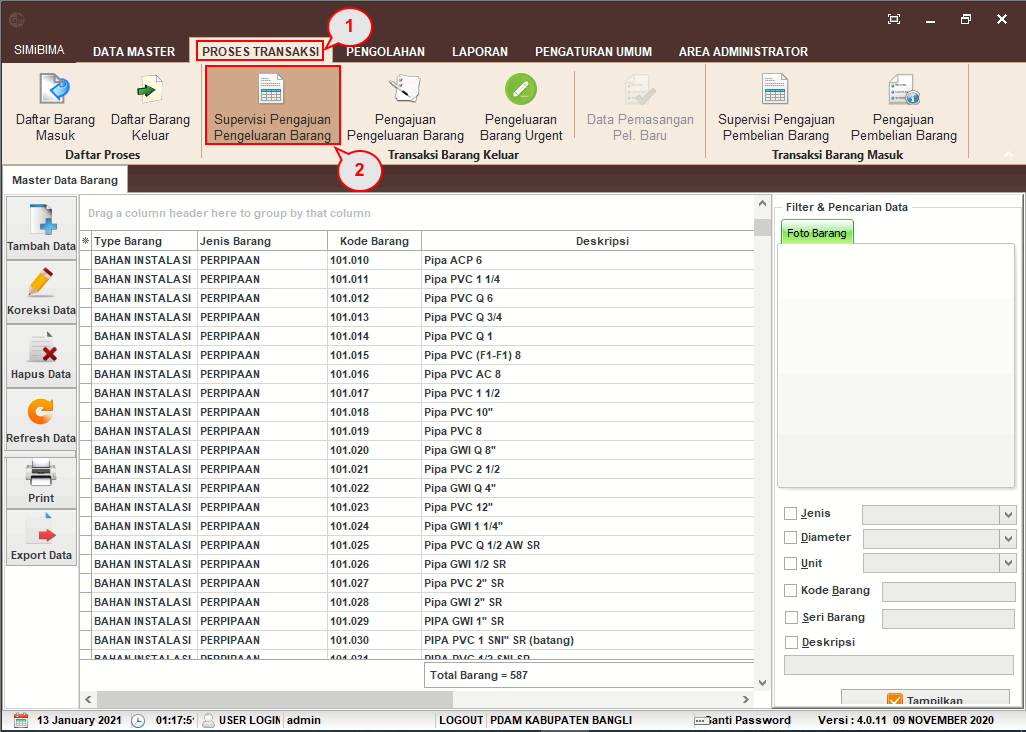 1
SIMiBIMA DATA MASTER PROSES TRANSAKSI PENGOLAHAN LAPORAN PENGATURAN UMUM AREA ADMINISTRATOR
Daftar Barang Masuk
Daftar Barang Keluar
Supervisi Pengajuan Pengeluaran Barang
Pengajuan Pengeluaran Barang
Pengeluaran Barang Urgent
Data Pemasangan Pel. Baru
Supervisi Pengajuan Pembelian Barang
Pengajuan Pembelian Barang
Daftar Proses Transaksi Barang Keluar Transaksi Barang Masuk
2
Master Data Barang
Tambah Data
Koreksi Data
Hapus Data
Refresh Data
Print
Export Data
Drag a column header here to group by that column
Type Barang Jenis Barang Kode Barang Deskripsi
BAHAN INSTALASI PERPIPAAN 101.010 Pipa ACP 6
BAHAN INSTALASI PERPIPAAN 101.011 Pipa PVC 1 1/4
BAHAN INSTALASI PERPIPAAN 101.012 Pipa PVC Q 6
BAHAN INSTALASI PERPIPAAN 101.013 Pipa PVC Q 3/4
BAHAN INSTALASI PERPIPAAN 101.014 Pipa PVC Q 1
BAHAN INSTALASI PERPIPAAN 101.015 Pipa PVC (F1-F1) 8
BAHAN INSTALASI PERPIPAAN 101.016 Pipa PVC AC 8
BAHAN INSTALASI PERPIPAAN 101.017 Pipa PVC 1 1/2
BAHAN INSTALASI PERPIPAAN 101.018 Pipa PVC 10"
BAHAN INSTALASI PERPIPAAN 101.019 Pipa PVC 8
BAHAN INSTALASI PERPIPAAN 101.020 Pipa GWI Q 8"
BAHAN INSTALASI PERPIPAAN 101.021 Pipa PVC 2 1/2
BAHAN INSTALASI PERPIPAAN 101.022 Pipa GWI Q 4"
BAHAN INSTALASI PERPIPAAN 101.023 Pipa PVC 12"
BAHAN INSTALASI PERPIPAAN 101.024 Pipa GWI 1 1/4"
BAHAN INSTALASI PERPIPAAN 101.025 Pipa PVC Q 1/2 AW SR
BAHAN INSTALASI PERPIPAAN 101.026 Pipa GWI 1/2 SR
BAHAN INSTALASI PERPIPAAN 101.027 Pipa PVC 2" SR
BAHAN INSTALASI PERPIPAAN 101.028 Pipa GWI 2" SR
BAHAN INSTALASI PERPIPAAN 101.029 PIPA GWI 1" SR
BAHAN INSTALASI PERPIPAAN 101.030 PIPA PVC 1 SNI" SR (batang)
BAHAN INSTALASI PERPIPAAN 101.031 PIPA PVC 1/2 SNI SR
Total Barang = 587
Filter & Pencarian Data
Foto Barang
Jenis
Diameter
Unit
Kode Barang
Seri Barang
Deskripsi
Tampilkan
13 January 2021 01:17:5 USER LOGIN admin LOGOUT PDAM KABUPATEN BANGLI Ganti Password Versi : 4.0.11 09 NOVEMBER 2020